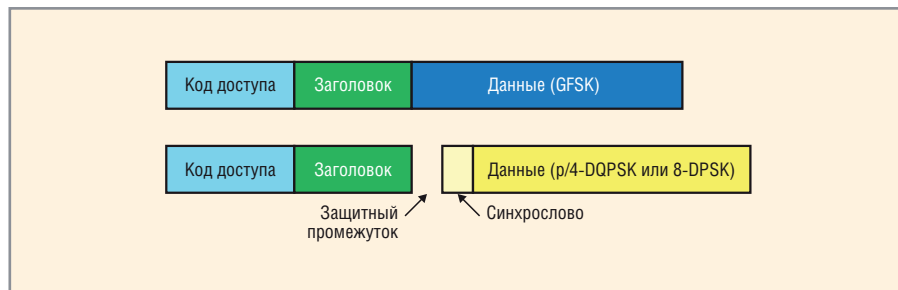 Код доступа
Заголовок
Данные (GFSK)
Код доступа
Заголовок
Данные (p/4-DQPSK или 8-DPSK)
Защитный
промежуток
Синхрослово